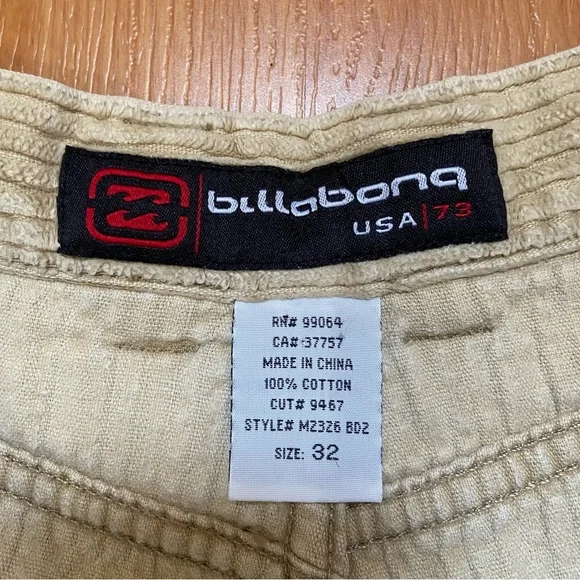 billabong
USA | 73
RN# 99064
CA# 37757
MADE IN CHINA
100% COTTON
CUT# 9467
STYLE# M2326 BD2
SIZE: 32